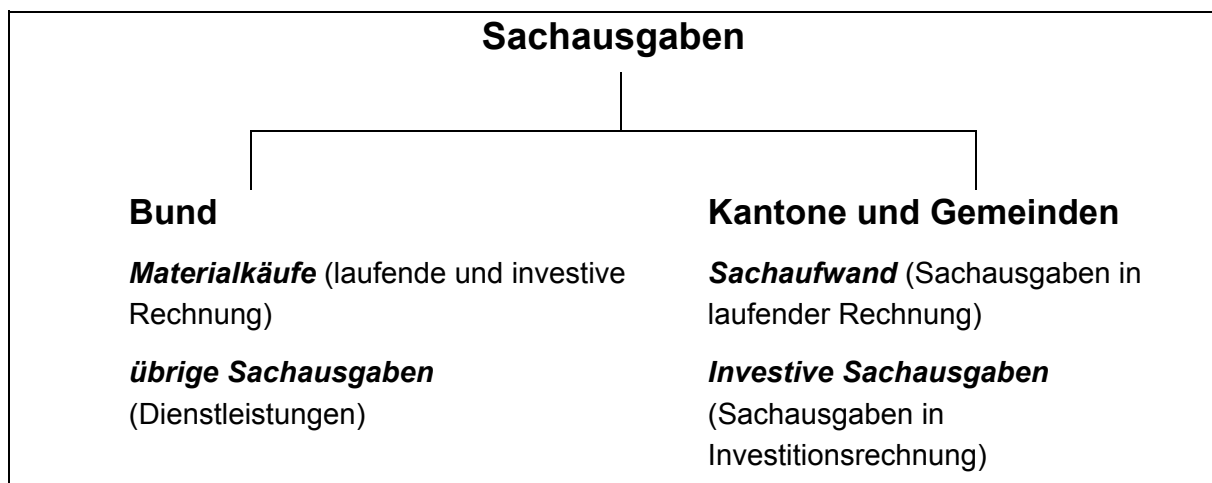 Sachausgaben
Bund
Materialkäufe (laufende und investive
Rechnung)
übrige Sachausgaben
(Dienstleistungen)
Kantone und Gemeinden
Sachaufwand (Sachausgaben in
laufender Rechnung)
Investive Sachausgaben
(Sachausgaben in
Investitionsrechnung)